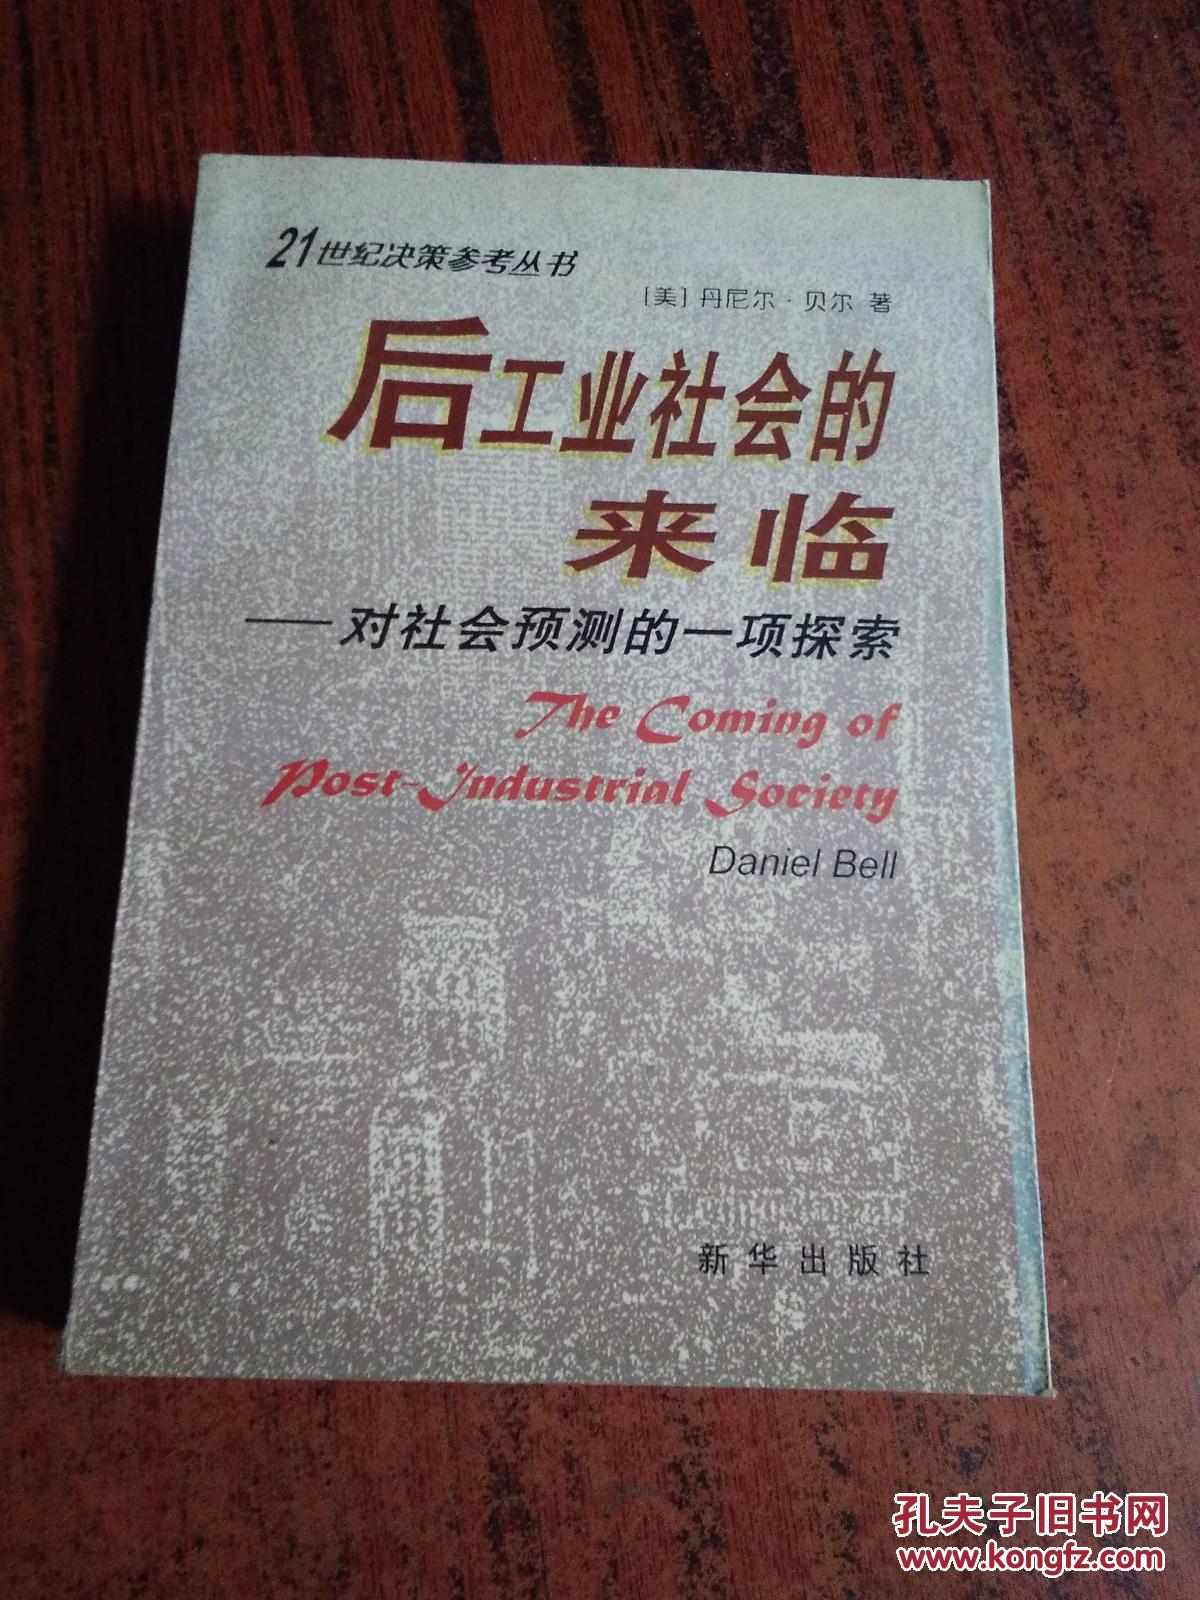 21世纪决策参考丛书
[美] 丹尼尔·贝尔 著
后工业社会的
来临
——对社会预测的一项探索
The Coming of
Post-Industrial Society
Daniel Bell
新华出版社
孔夫子旧书网
www.kongfz.com